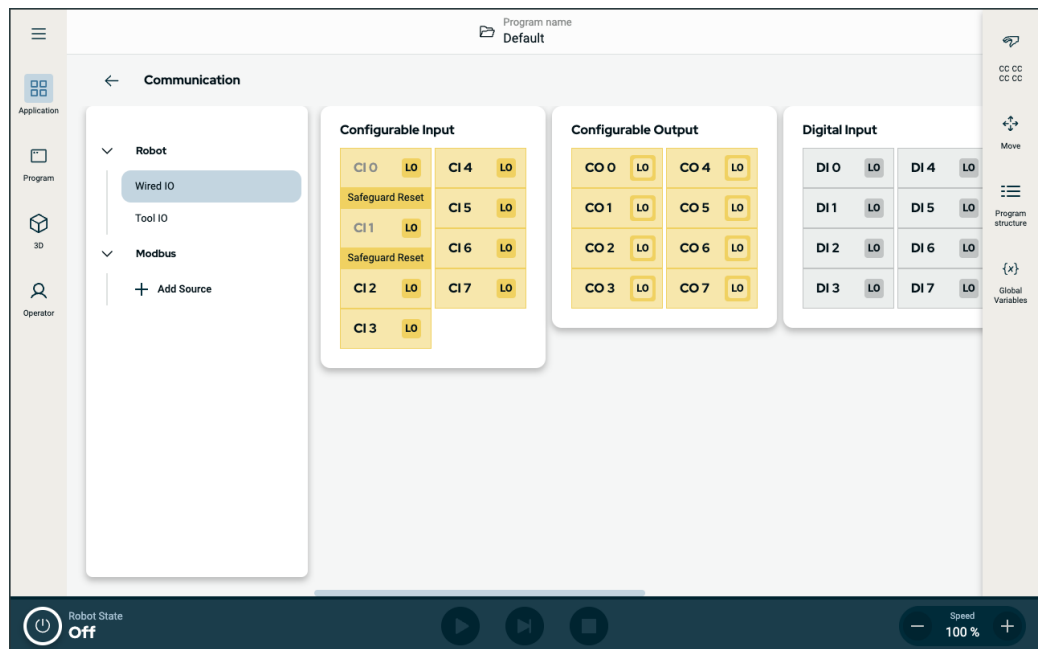 Program name
Default
Application
Program
3D
Operator
Communication
Robot
Wired IO
Tool IO
Modbus
Add Source
Configurable Input
CI 0 LO CI 4 LO
Safeguard Reset
CI 5 LO
CI 1 LO
CI 6 LO
Safeguard Reset
CI 2 LO CI 7 LO
CI 3 LO
Configurable Output
CO 0 LO CO 4 LO
CO 1 LO CO 5 LO
CO 2 LO CO 6 LO
CO 3 LO CO 7 LO
Digital Input
DI 0 LO DI 4 LO
DI 1 LO DI 5 LO
DI 2 LO DI 6 LO
DI 3 LO DI 7 LO
CC CC
CC CC
Move
Program
structure
{x}
Global
Variables
Robot State
Off
Speed
100 %